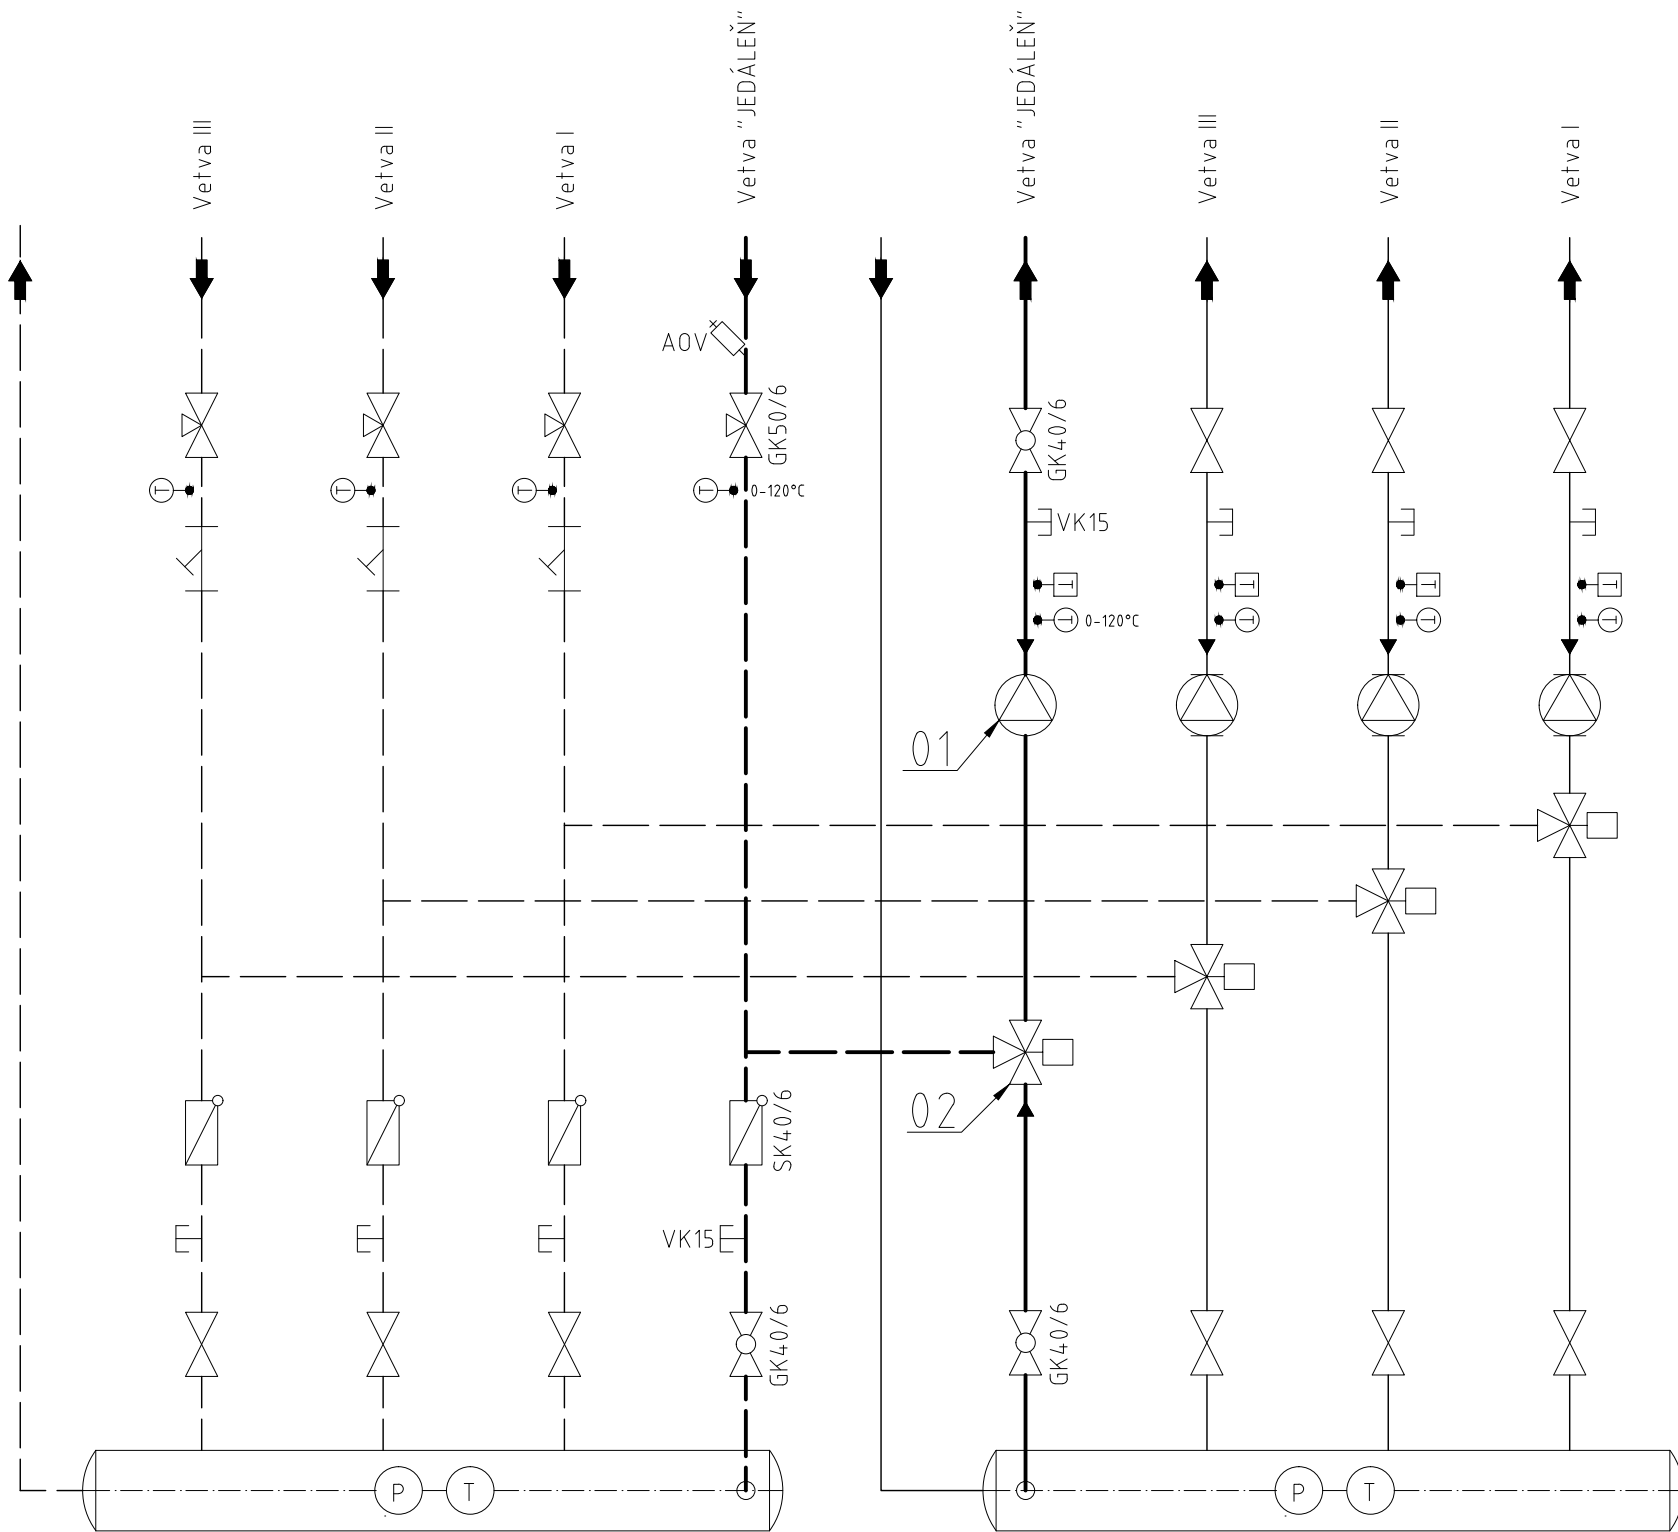 Vetva III
Vetva II
Vetva I
Vetva "JEDÁLEŇ"
Vetva "JEDÁLEŇ"
Vetva III
Vetva II
Vetva I
AOV
GK50/6
GK40/6
T
T
T
T
0-120°C
VK15
T
T
T
T
T
0-120°C
T
T
T
01
02
SK40/6
VK15
GK40/6
GK40/6
P
T
P
T